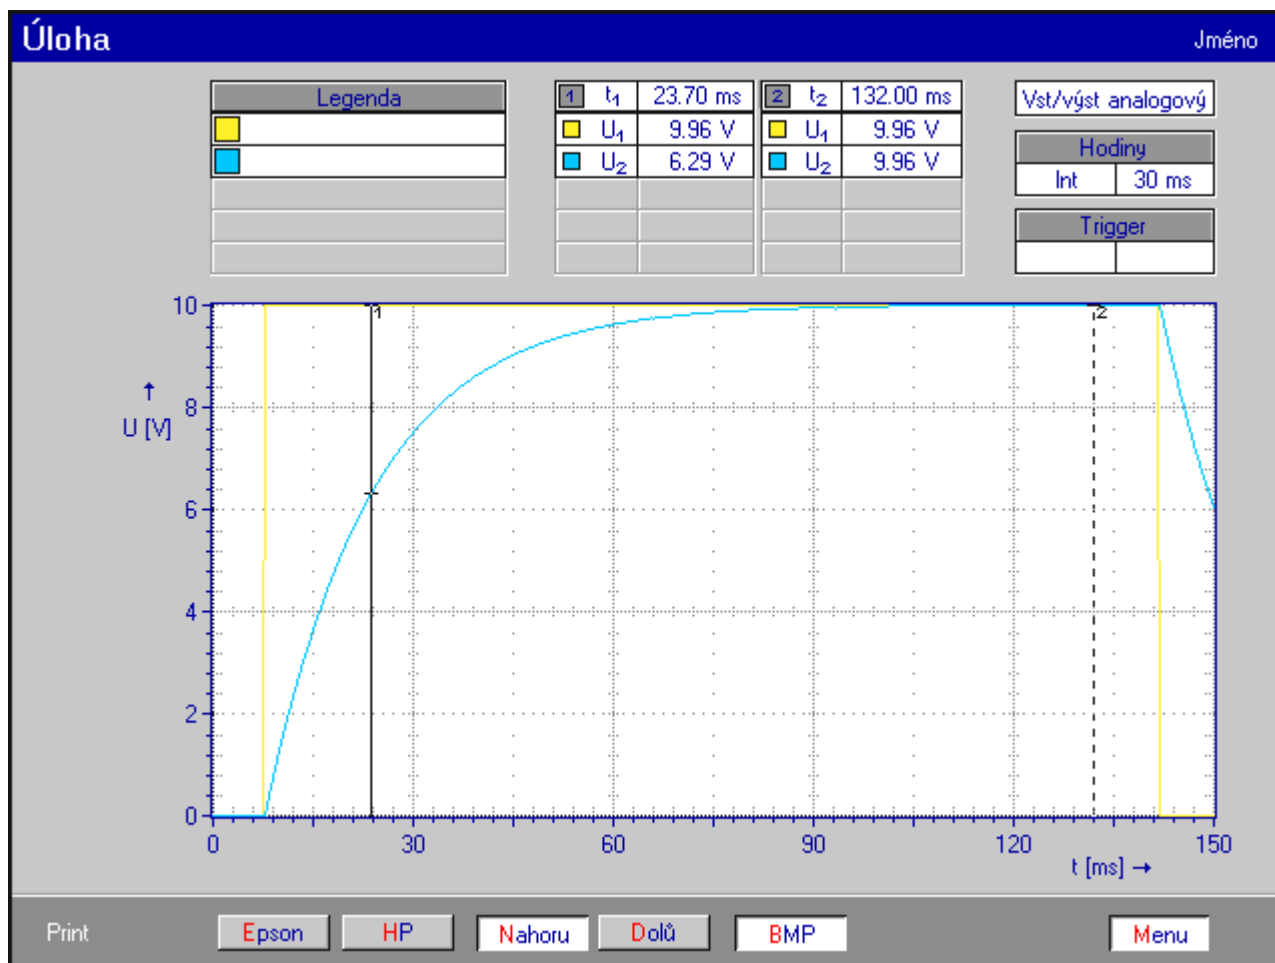 Úloha Jméno
Legenda
1 t₁ 23.70 ms 2 t₂ 132.00 ms
U₁ 9.96 V U₁ 9.96 V
U₂ 6.29 V U₂ 9.96 V
Vst/výst analogový
Hodiny
Int 30 ms
Trigger
10
8
6
4
2
0
↑
U [V]
1
2
0 30 60 90 120 150
t [ms] →
Print Epson HP Nahoru Dolů BMP Menu